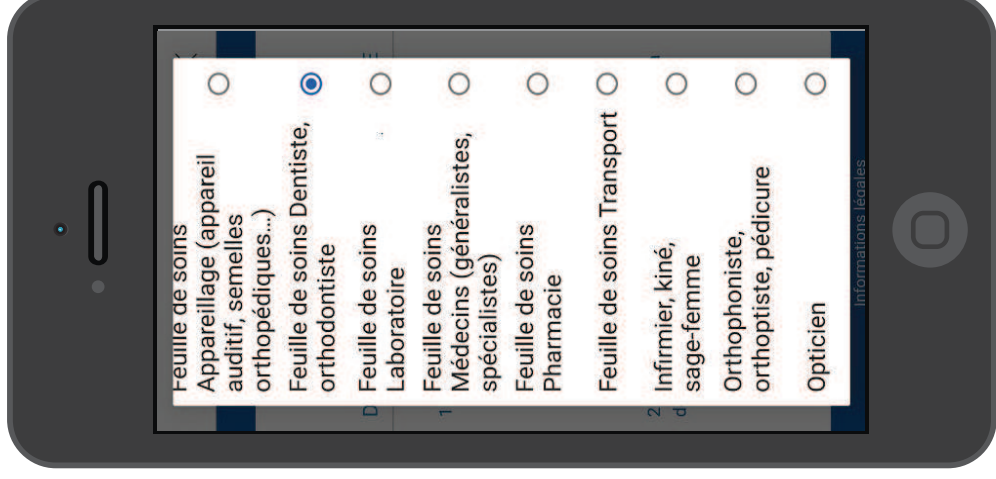 Feuille de soins
Appareillage (appareil
auditif, semelles
orthopédiques...)
Feuille de soins Dentiste,
orthodontiste
Feuille de soins
Laboratoire
Feuille de soins
Médecins (généralistes,
spécialistes)
Feuille de soins
Pharmacie
Feuille de soins Transport
Infirmier, kiné,
sage-femme
Orthophoniste,
orthoptiste, pédicure
Opticien
D
E
1
2
d
Informations légales